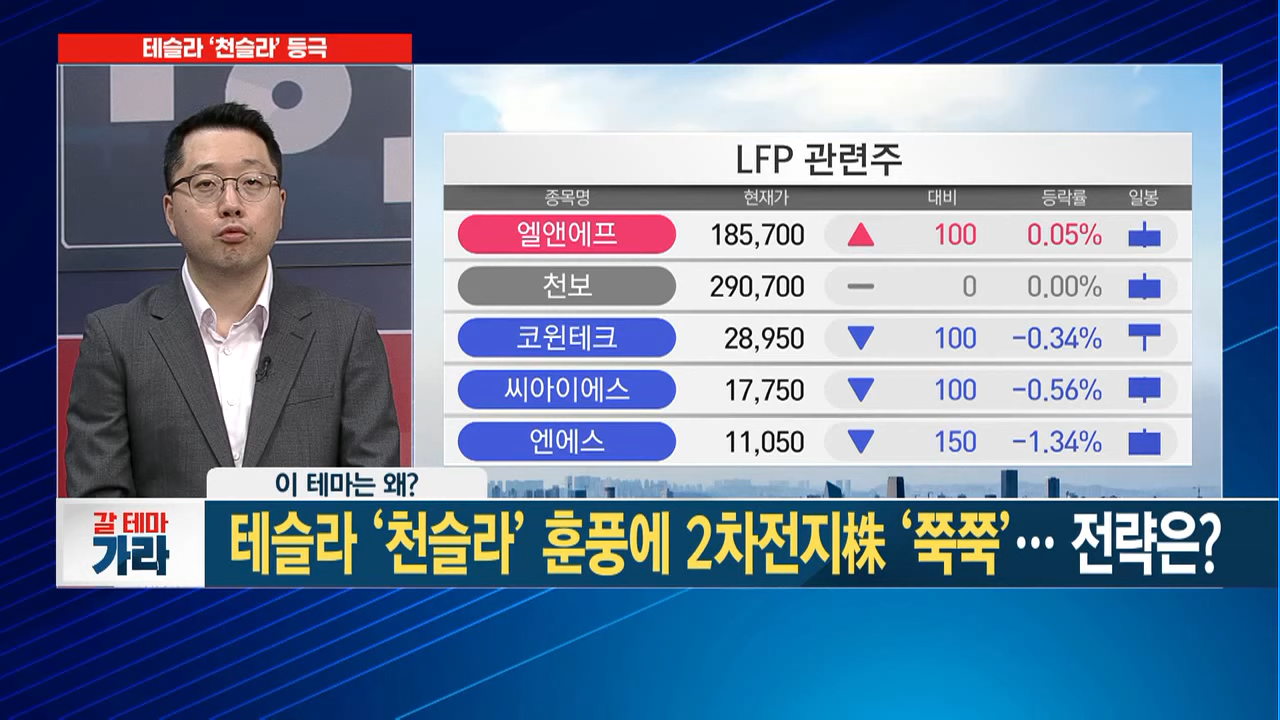 테슬라 ‘천슬라’ 등극
LFP 관련주
종목명 현재가 대비 등락률 일봉
엘앤에프 185,700 ▲ 100 0.05%
천보 290,700 － 0 0.00%
코윈테크 28,950 ▼ 100 -0.34%
씨아이에스 17,750 ▼ 100 -0.56%
엔에스 11,050 ▼ 150 -1.34%
이 테마는 왜?
갈 테마
가라
테슬라 ‘천슬라’ 훈풍에 2차전지株 ‘쭉쭉’… 전략은?